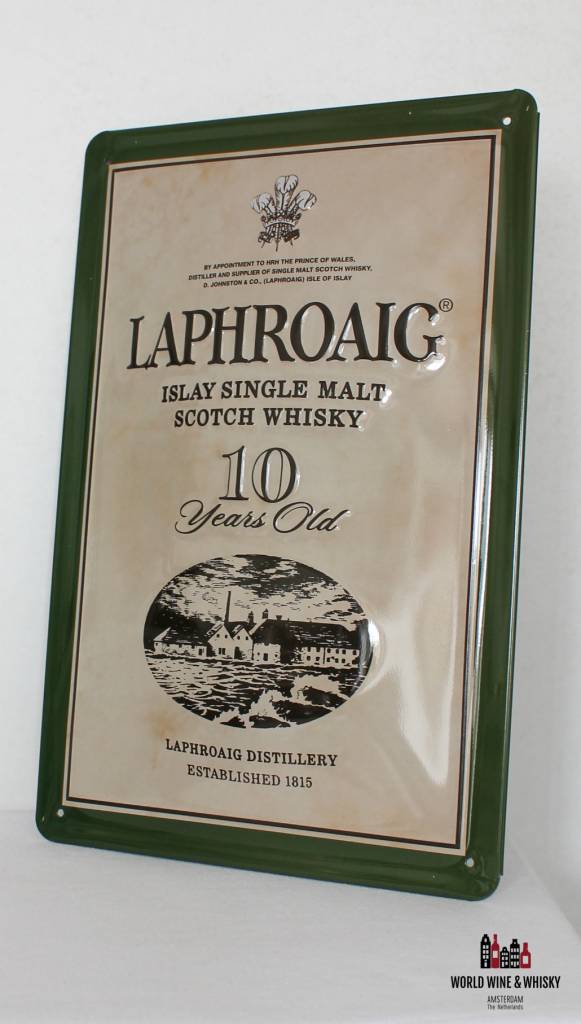 BY APPOINTMENT TO HRH THE PRINCE OF WALES,
DISTILLER AND SUPPLIER OF SINGLE MALT SCOTCH WHISKY,
D. JOHNSTON & CO., (LAPHROAIG) ISLE OF ISLAY
LAPHROAIG®
ISLAY SINGLE MALT
SCOTCH WHISKY
10
Years Old
LAPHROAIG DISTILLERY
ESTABLISHED 1815
WORLD WINE & WHISKY
AMSTERDAM
The Netherlands